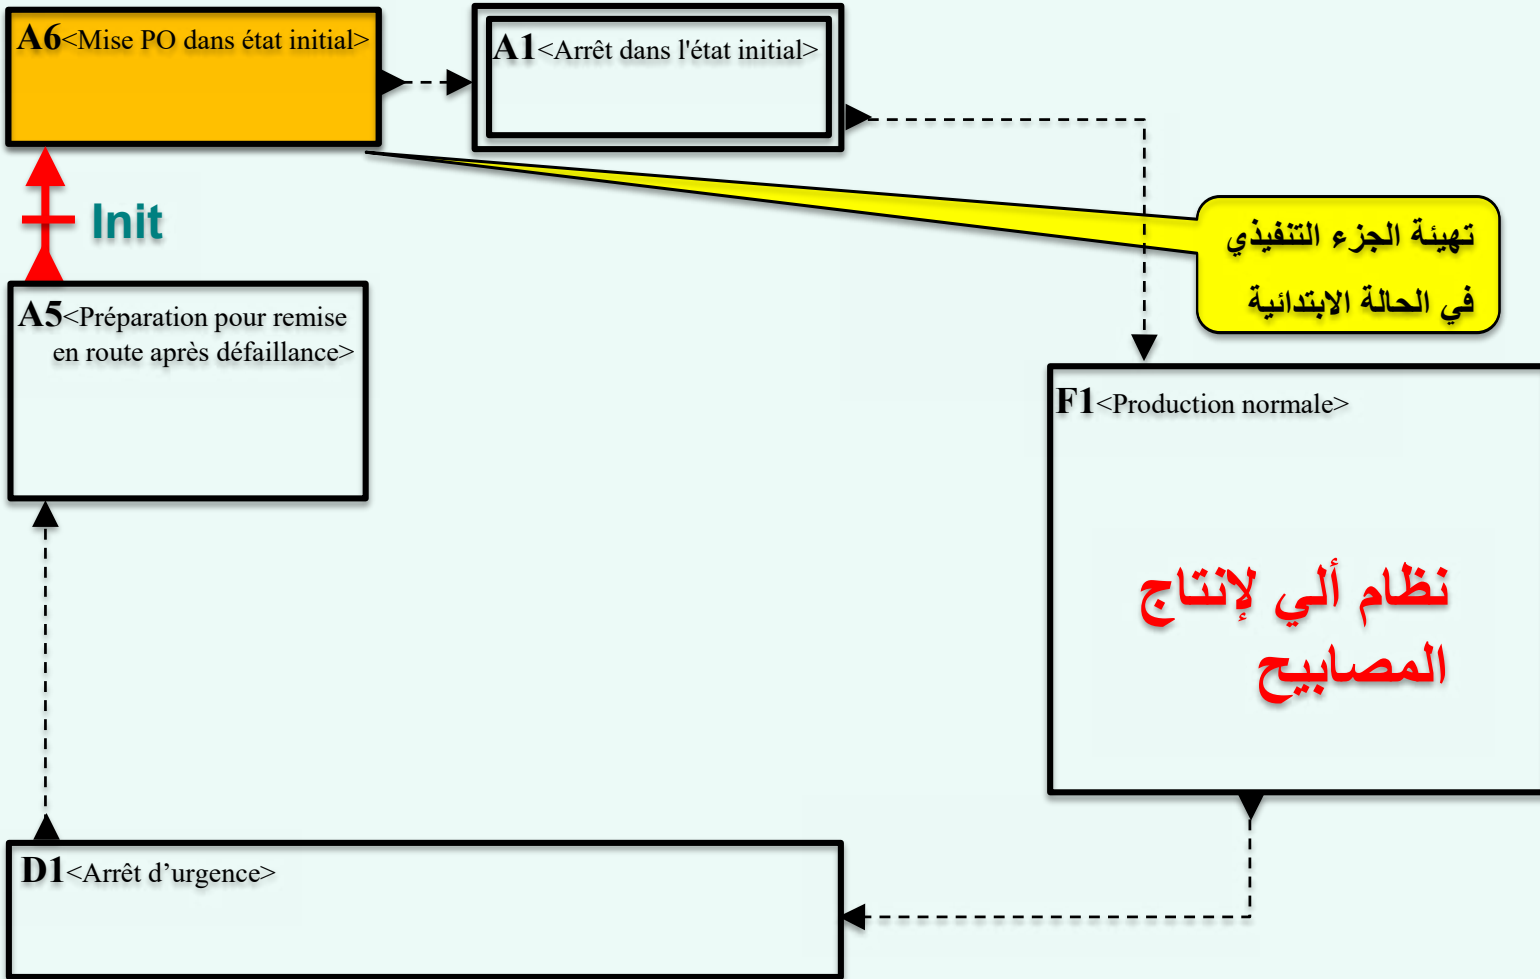 A6<Mise PO dans état initial>
A1<Arrêt dans l'état initial>
Init
تهيئة الجزء التنفيذي
في الحالة الابتدائية
A5<Préparation pour remise
en route après défaillance>
F1<Production normale>
نظام ألي لإنتاج
المصابيح
D1<Arrêt d’urgence>